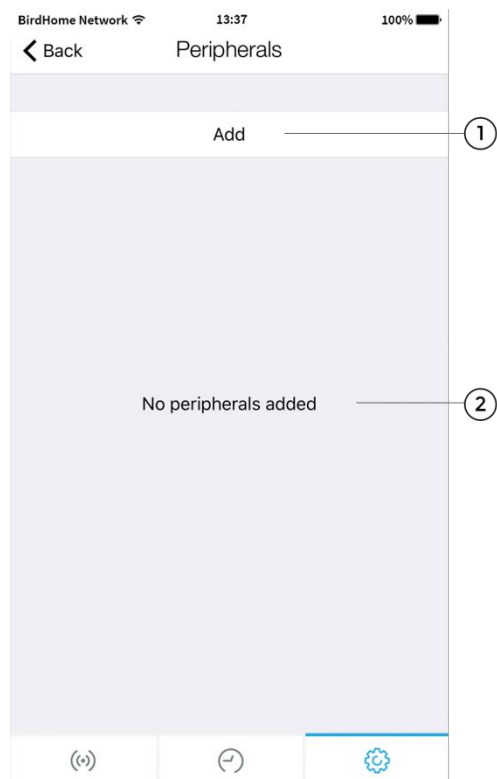 BirdHome Network 13:37 100%
Back Peripherals
Add
1
No peripherals added
2